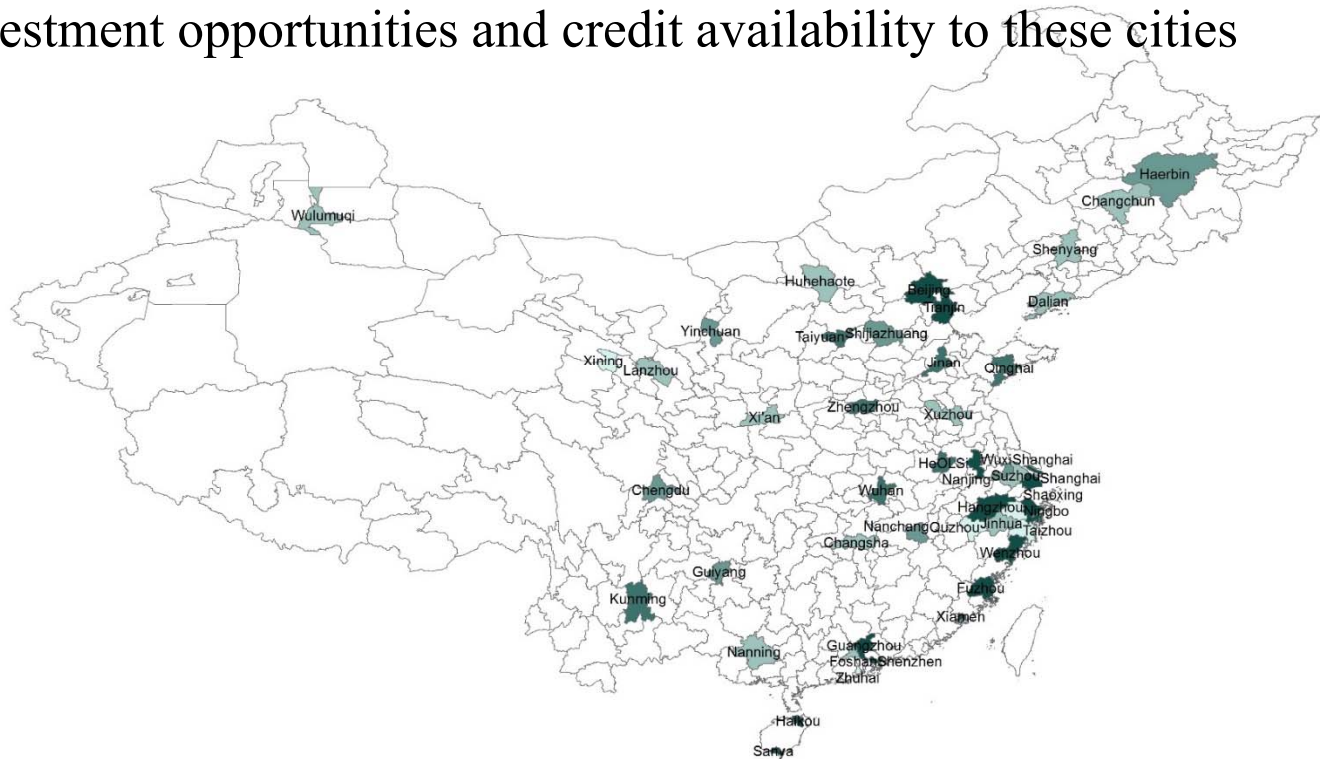 estment opportunities and credit availability to these cities
Haerbin
Changchun
Wulumuqi
Shenyang
Huhehaote
Beijing
Dalian
Tianjin
Yinchuan
Taiyuan
Shijiazhuang
Xining
Lanzhou
Jinan
Qinghai
Zhengzhou
Xuzhou
Xi'an
Wuxi
Shanghai
Nanjing
Suzhou
Shanghai
Chengdu
Wuhan
Shaoxing
Hangzhou
Ningbo
Nanchang
Quzhou
Jinhua
Taizhou
Changsha
Wenzhou
Guiyang
Fuzhou
Kunming
Xiamen
Guangzhou
Nanning
Foshan
Shenzhen
Zhuhai
Haikou
Sanya